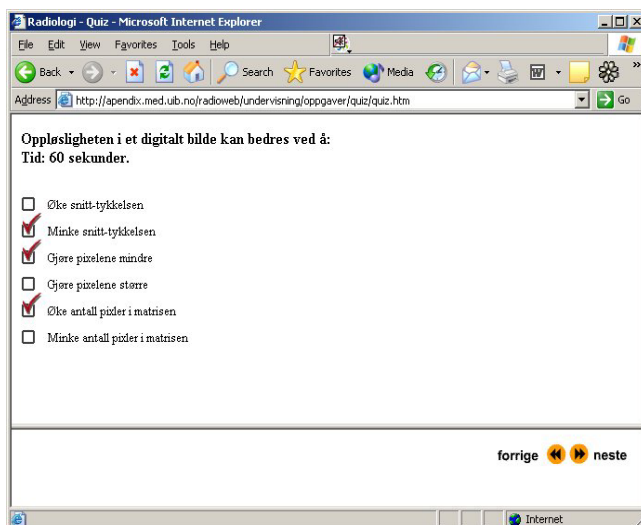 Radiologi - Quiz - Microsoft Internet Explorer
File Edit View Favorites Tools Help
Back Search Favorites Media »
Address http://apendix.med.uib.no/radioweb/undervisning/oppgaver/quiz/quiz.htm Go
Oppløsligheten i et digitalt bilde kan bedres ved å:
Tid: 60 sekunder.
Øke snitt-tykkelsen
Minke snitt-tykkelsen
Gjøre pixelene mindre
Gjøre pixelene større
Øke antall pixler i matrisen
Minke antall pixler i matrisen
forrige neste
Internet